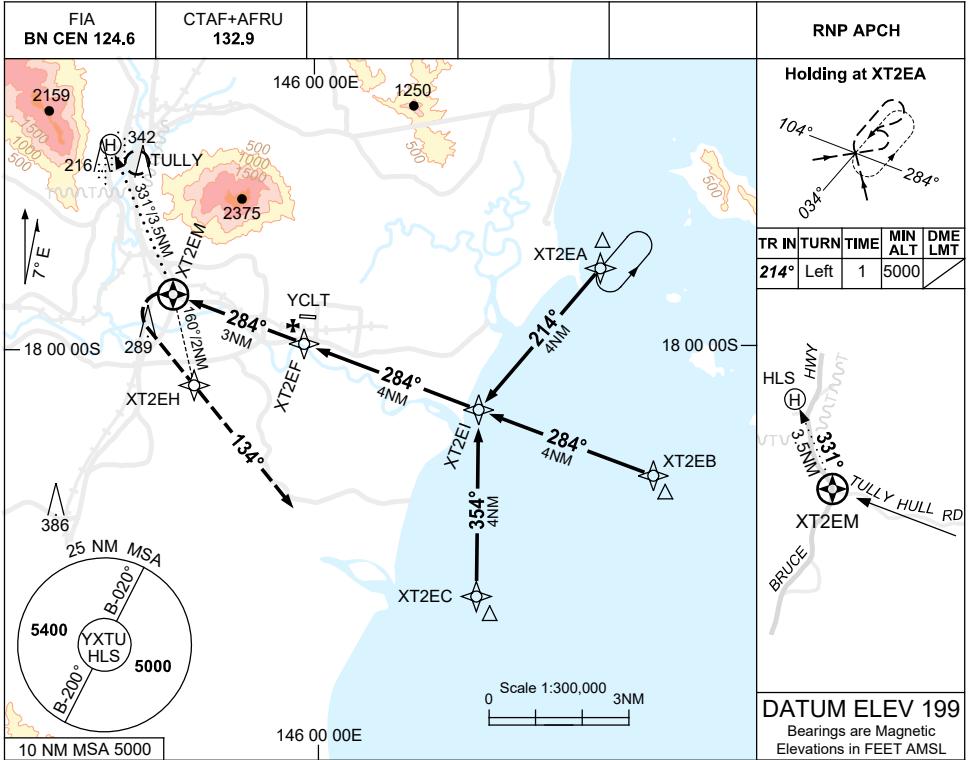 FIA
BN CEN 124.6
CTAF+AFRU
132.9
RNP APCH
146 00 00E
2159
1500
1000
500
1250
500
342
216
H
TULLY
500
1000
1500
2375
500
331°/3.5NM
XT2EM
7° E
XT2EA
YCLT
284°
3NM
160°/2NM
214°
4NM
18 00 00S
18 00 00S
289
XT2EF
284°
4NM
XT2EH
XT2EI
284°
4NM
134°
XT2EB
354°
4NM
386
25 NM MSA
B-020°
5400
YXTU
HLS
5000
B-200°
XT2EC
Scale 1:300,000
0
3NM
10 NM MSA 5000
146 00 00E
Holding at XT2EA
104°
284°
034°
TR IN TURN TIME MIN ALT DME LMT
214° Left 1 5000
HWY
HLS
H
331°
3.5NM
TULLY HULL RD
XT2EM
BRUCE
DATUM ELEV 199
Bearings are Magnetic
Elevations in FEET AMSL